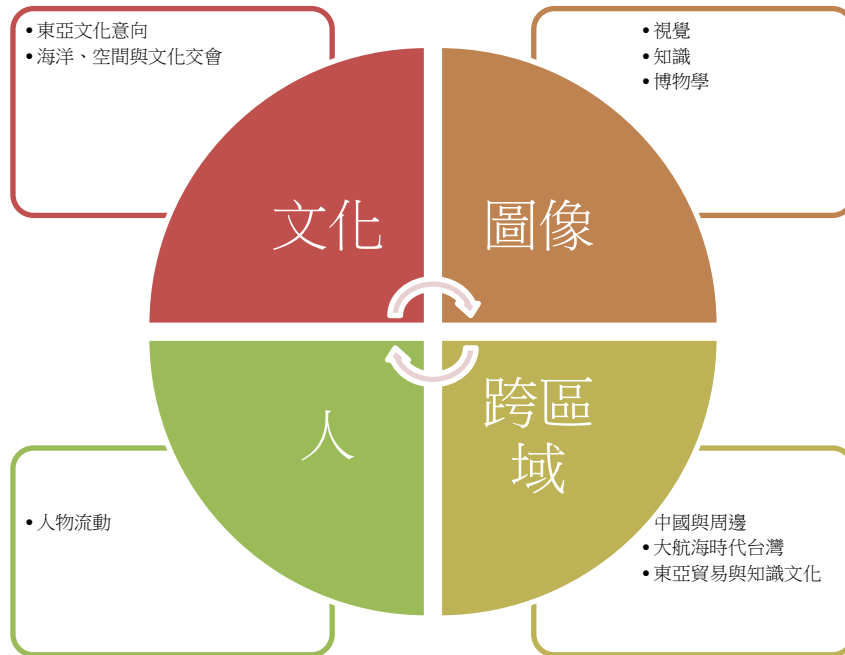 • 東亞文化意向
• 海洋、空間與文化交會
• 視覺
• 知識
• 博物學
文化
圖像
人
跨區
域
• 人物流動
中國與周邊
• 大航海時代台灣
• 東亞貿易與知識文化